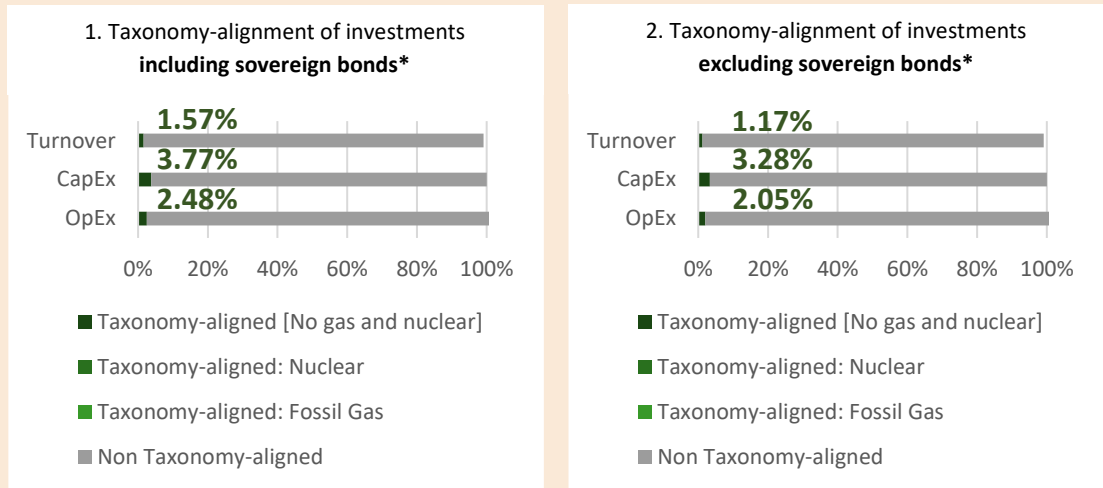 1. Taxonomy-alignment of investments
including sovereign bonds*
Turnover
1.57%
CapEx
3.77%
OpEx
2.48%
0% 20% 40% 60% 80% 100%
Taxonomy-aligned [No gas and nuclear]
Taxonomy-aligned: Nuclear
Taxonomy-aligned: Fossil Gas
Non Taxonomy-aligned
2. Taxonomy-alignment of investments
excluding sovereign bonds*
Turnover
1.17%
CapEx
3.28%
OpEx
2.05%
0% 20% 40% 60% 80% 100%
Taxonomy-aligned [No gas and nuclear]
Taxonomy-aligned: Nuclear
Taxonomy-aligned: Fossil Gas
Non Taxonomy-aligned